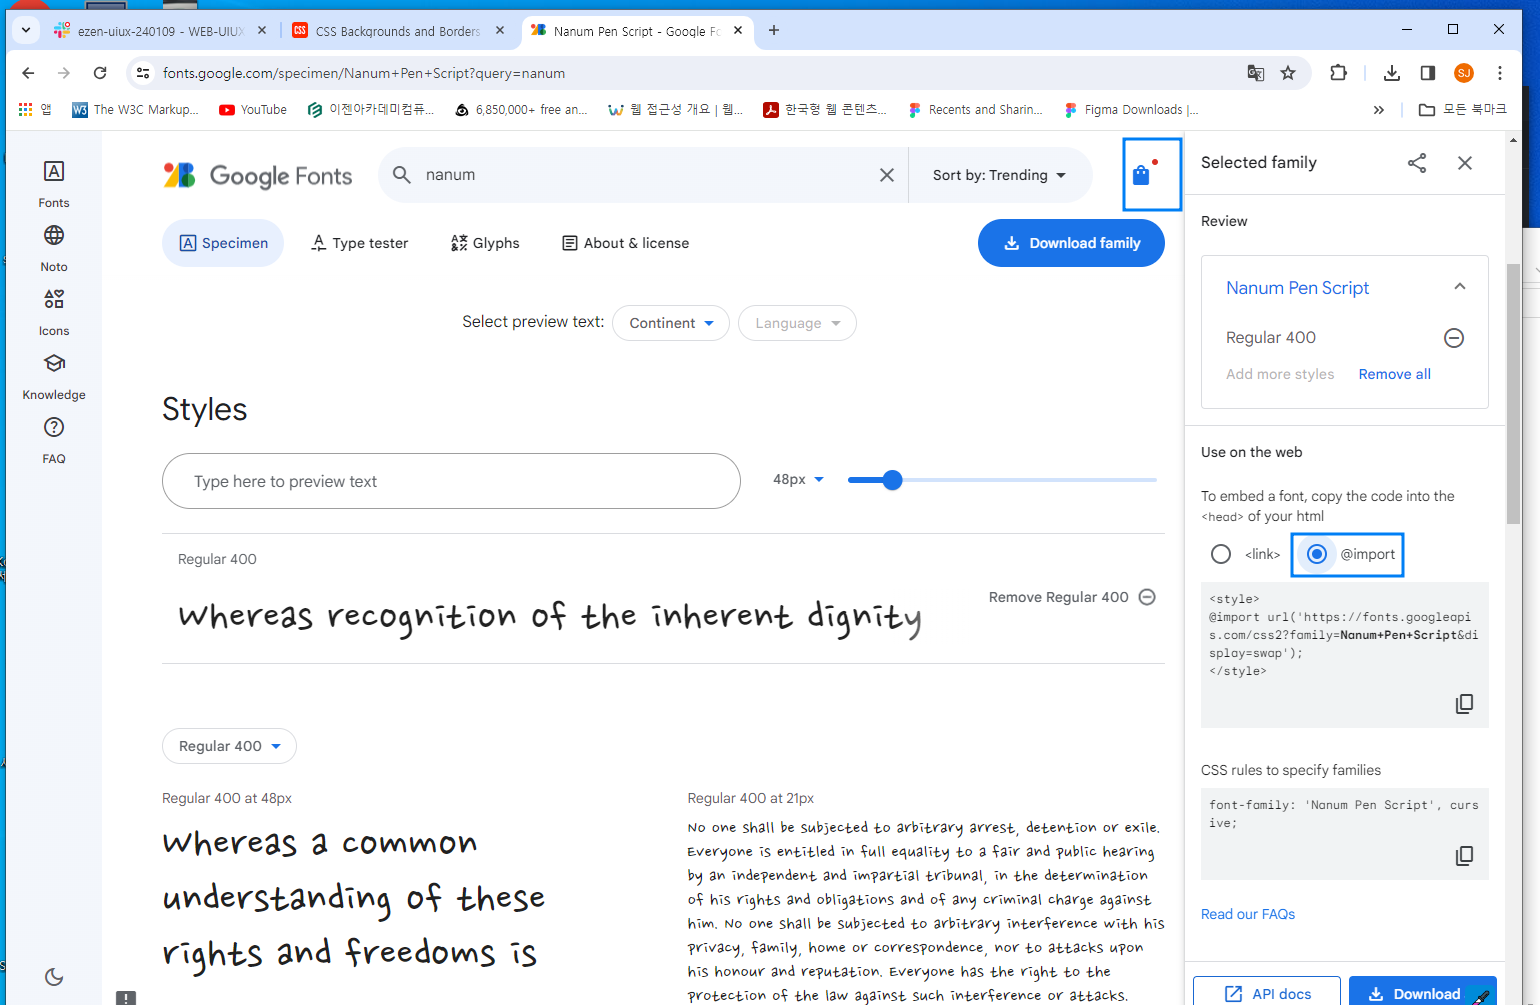 ezen-uiux-240109 - WEB-UIUX
CSS Backgrounds and Borders
Nanum Pen Script - Google Fo
fonts.google.com/specimen/Nanum+Pen+Script?query=nanum
SJ
앱
The W3C Markup...
YouTube
이젠아카데미컴퓨...
6,850,000+ free an...
웹 접근성 개요 | 웹...
한국형 웹 콘텐츠...
Recents and Sharin...
Figma Downloads |...
모든 북마크
Fonts
Noto
Icons
Knowledge
FAQ
Google Fonts
nanum
Sort by: Trending
Specimen
Type tester
Glyphs
About & license
Download family
Select preview text:
Continent
Language
Styles
Type here to preview text
48px
Regular 400
Whereas recognition of the inherent dignity
Remove Regular 400
Regular 400
Regular 400 at 48px
Whereas a common
understanding of these
rights and freedoms is
Regular 400 at 21px
No one shall be subjected to arbitrary arrest, detention or exile.
Everyone is entitled in full equality to a fair and public hearing
by an independent and impartial tribunal, in the determination
of his rights and obligations and of any criminal charge against
him. No one shall be subjected to arbitrary interference with his
privacy, family, home or correspondence, nor to attacks upon
his honour and reputation. Everyone has the right to the
protection of the law against such interference or attacks.
Selected family
Review
Nanum Pen Script
Regular 400
Add more styles
Remove all
Use on the web
To embed a font, copy the code into the
<head> of your html
<link>
@import
<style>
@import url('https://fonts.googleapi
s.com/css2?family=Nanum+Pen+Script&di
splay=swap');
</style>
CSS rules to specify families
font-family: 'Nanum Pen Script', curs
ive;
Read our FAQs
API docs
Download